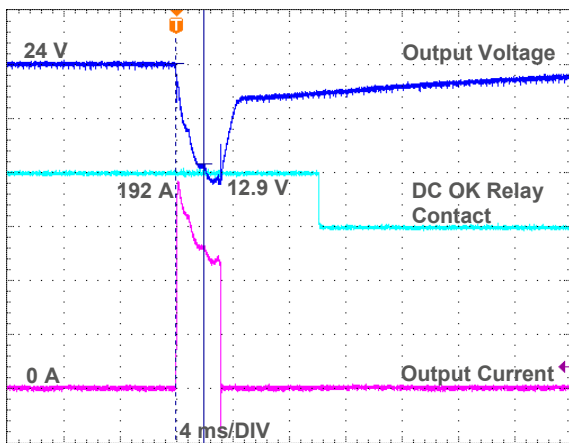 T
24 V
Output Voltage
192 A
12.9 V
DC OK Relay
Contact
0 A
Output Current
4 ms/DIV